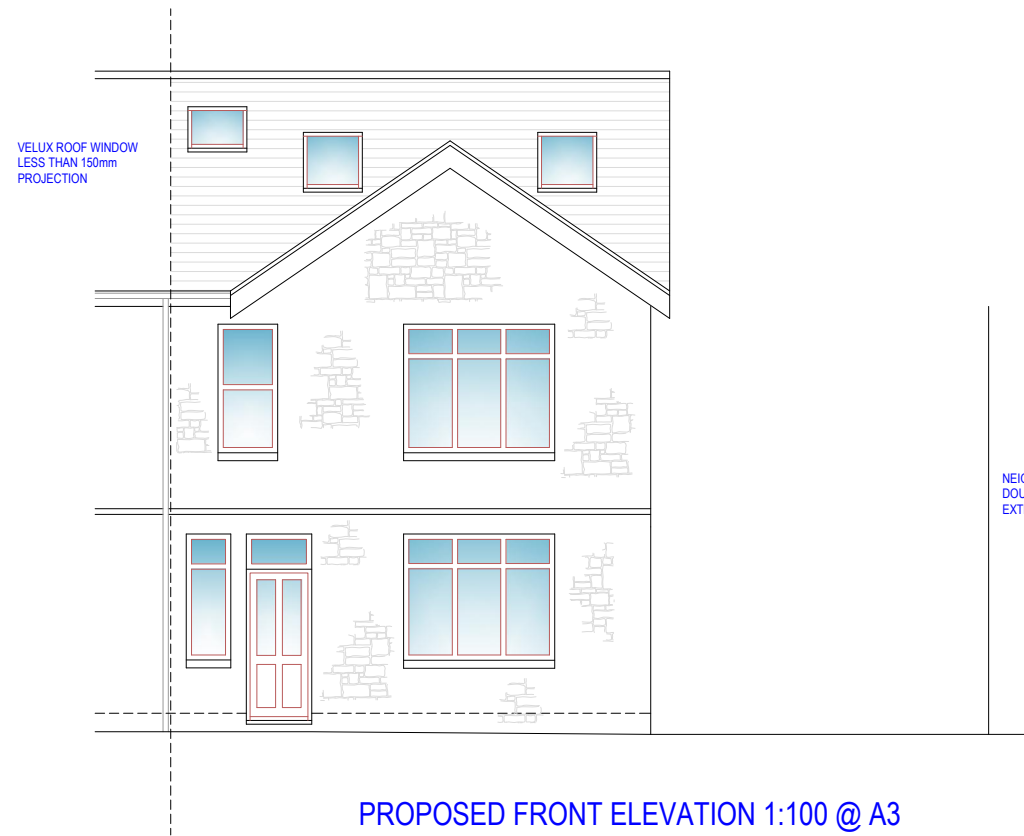 VELUX ROOF WINDOW
LESS THAN 150mm
PROJECTION
PROPOSED FRONT ELEVATION 1:100 @ A3